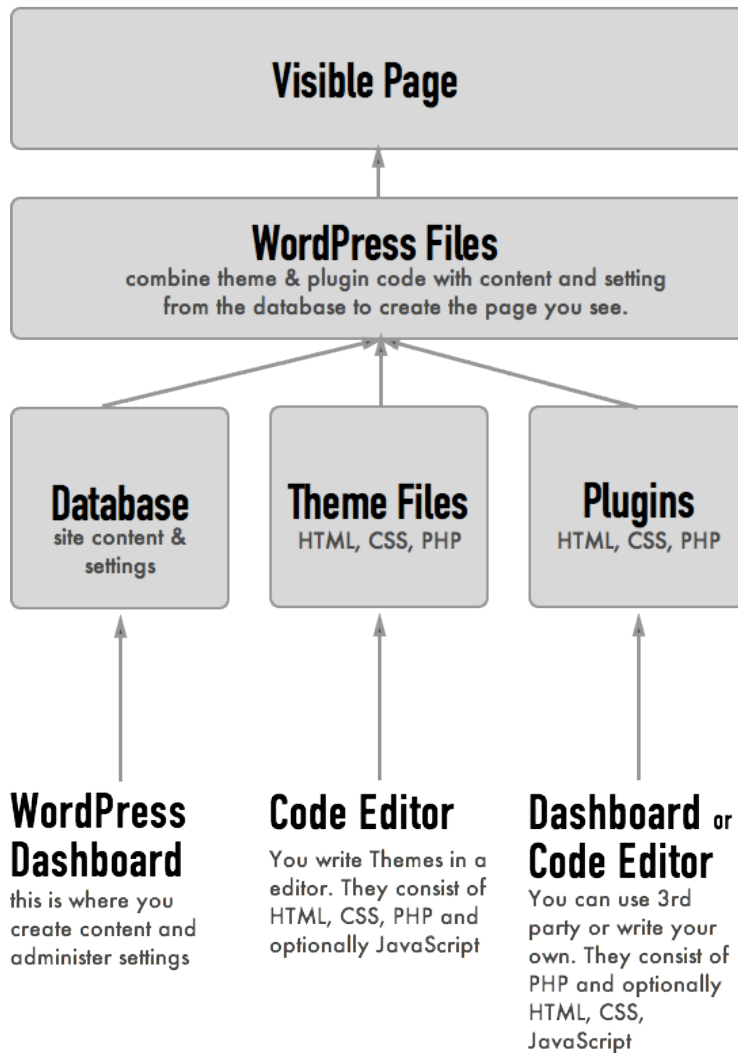 Visible Page
WordPress Files
combine theme & plugin code with content and setting
from the database to create the page you see.
Database
site content &
settings
Theme Files
HTML, CSS, PHP
Plugins
HTML, CSS, PHP
WordPress
Dashboard
this is where you
create content and
administer settings
Code Editor
You write Themes in a
editor. They consist of
HTML, CSS, PHP and
optionally JavaScript
Dashboard or
Code Editor
You can use 3rd
party or write your
own. They consist of
PHP and optionally
HTML, CSS,
JavaScript